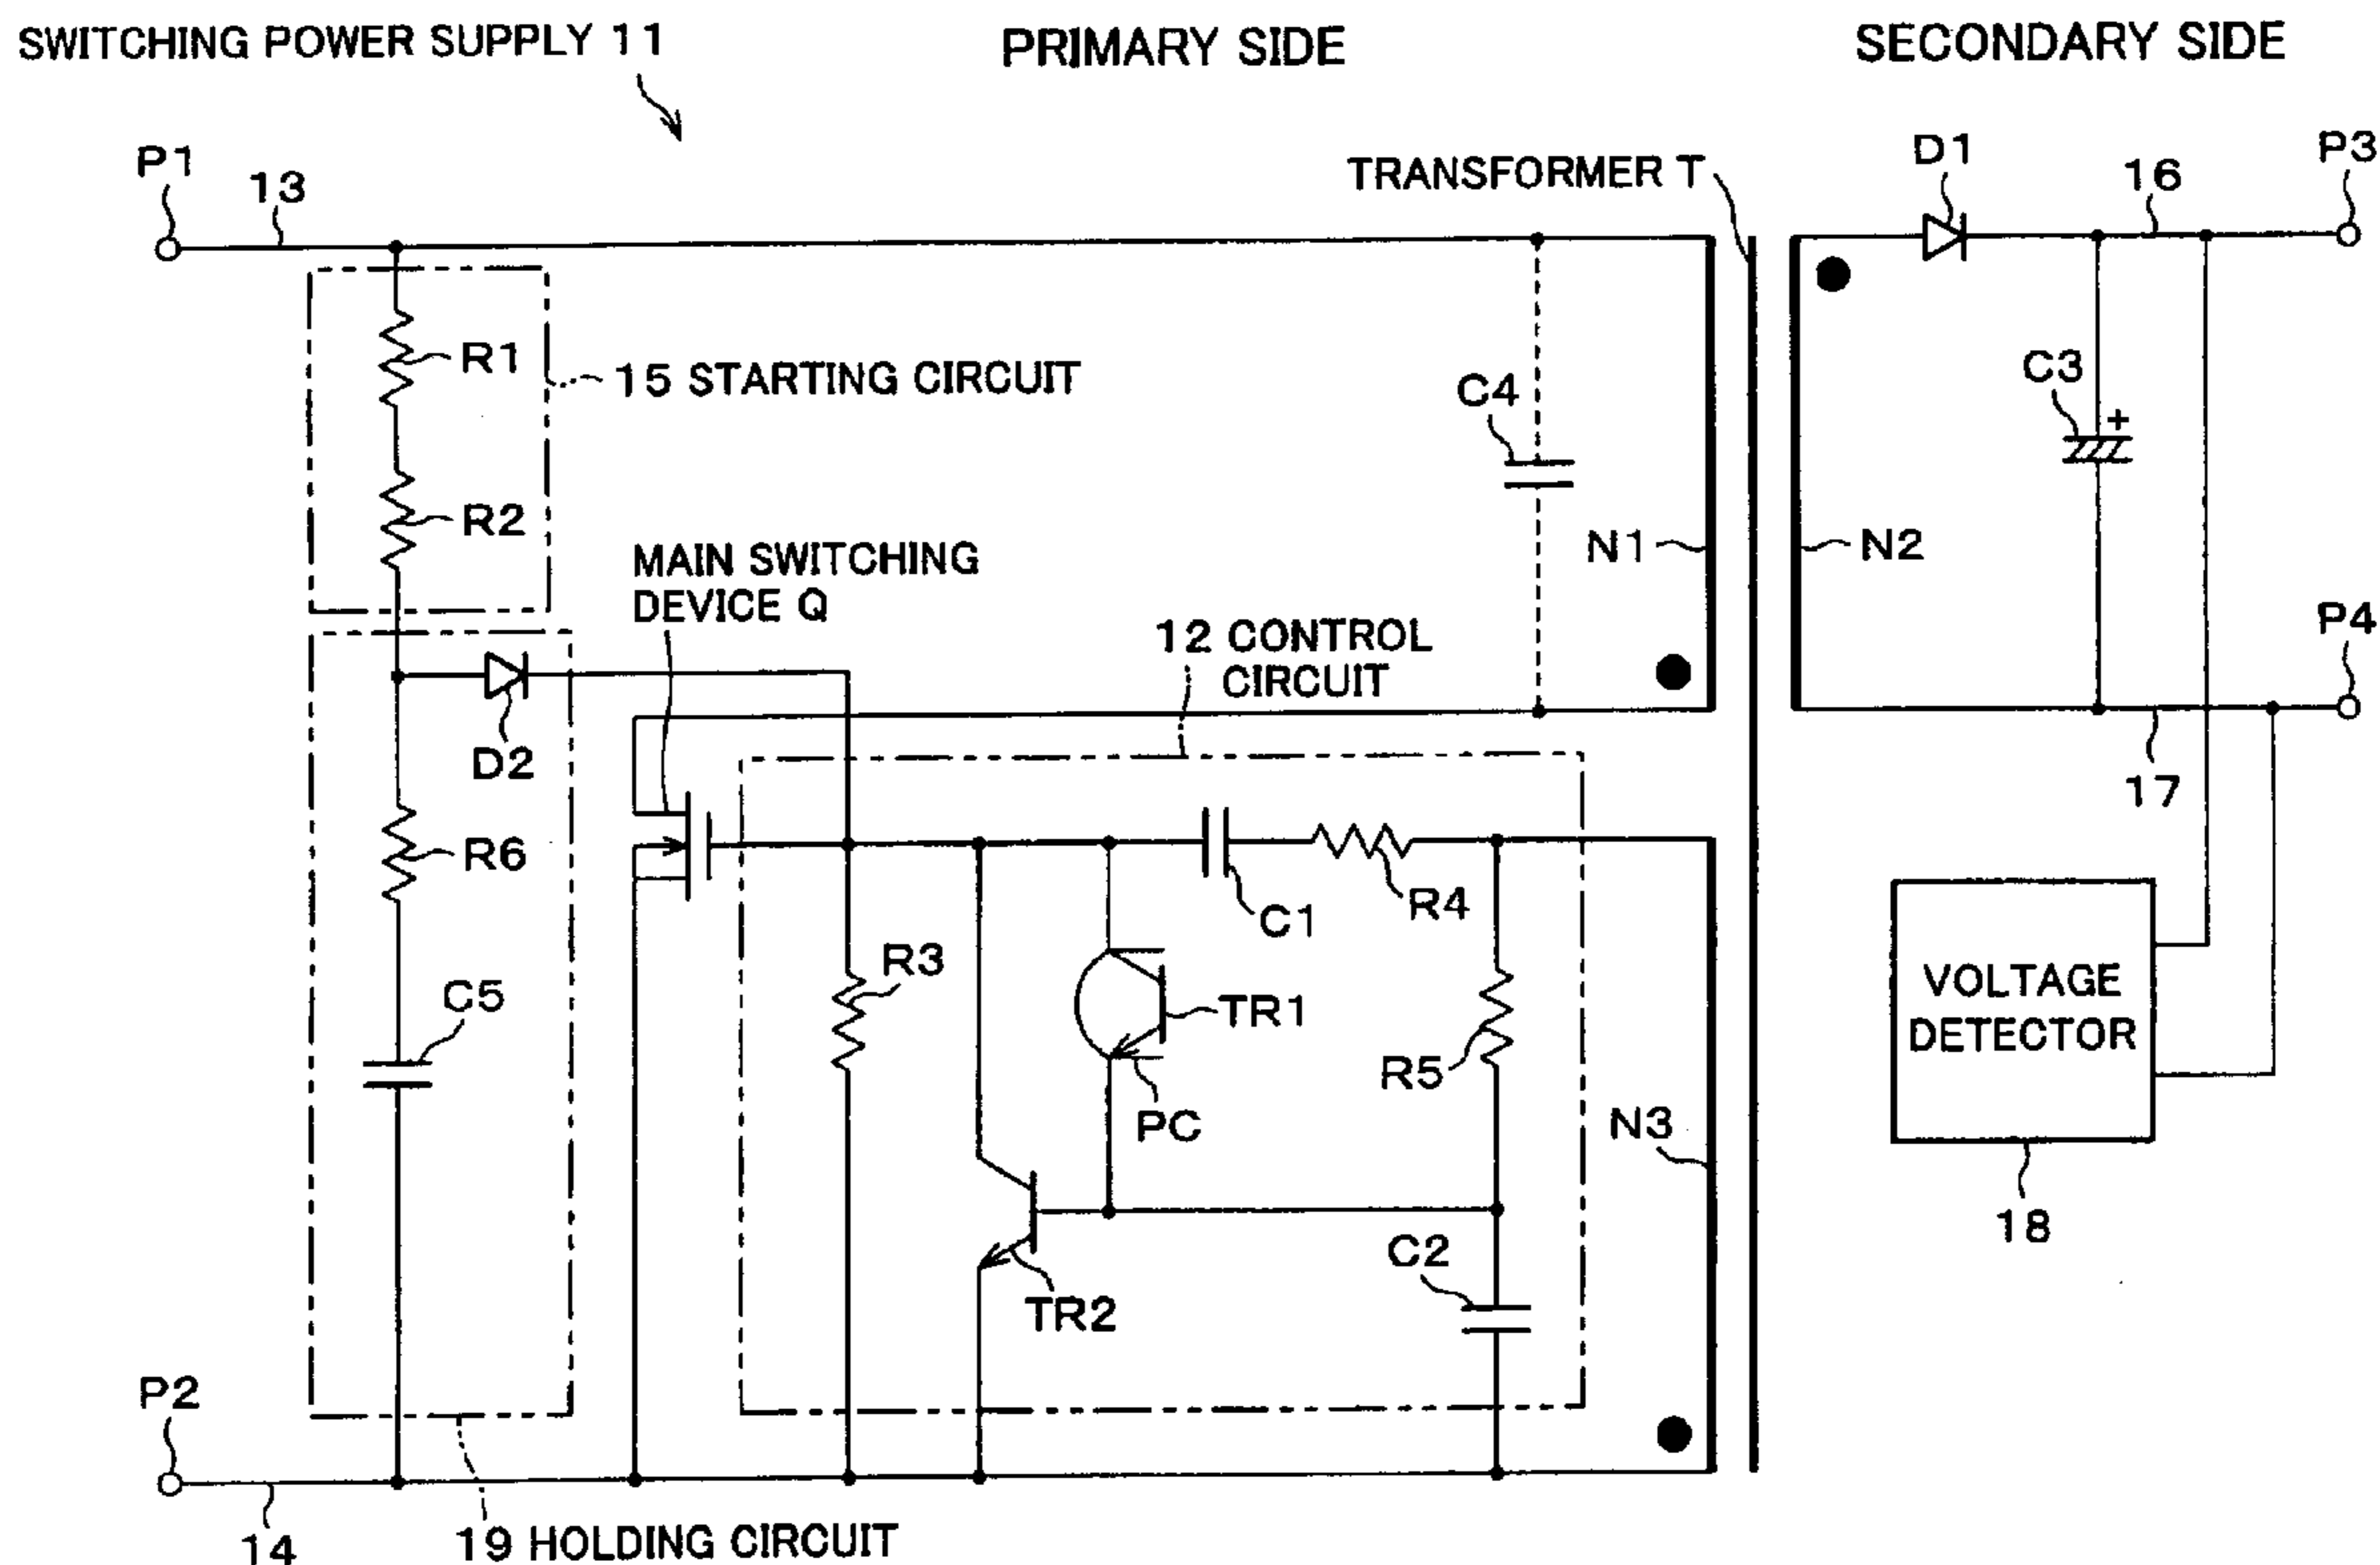 SWITCHING POWER SUPPLY 11
PRIMARY SIDE
SECONDARY SIDE
P1
13
TRANSFORMER T
D1
16
P3
R1
15 STARTING CIRCUIT
C4
C3
+
R2
MAIN SWITCHING
DEVICE Q
N1
N2
12 CONTROL
CIRCUIT
P4
D2
17
R6
C1
R4
R3
C5
TR1
R5
VOLTAGE
DETECTOR
PC
N3
18
C2
TR2
P2
14
19 HOLDING CIRCUIT